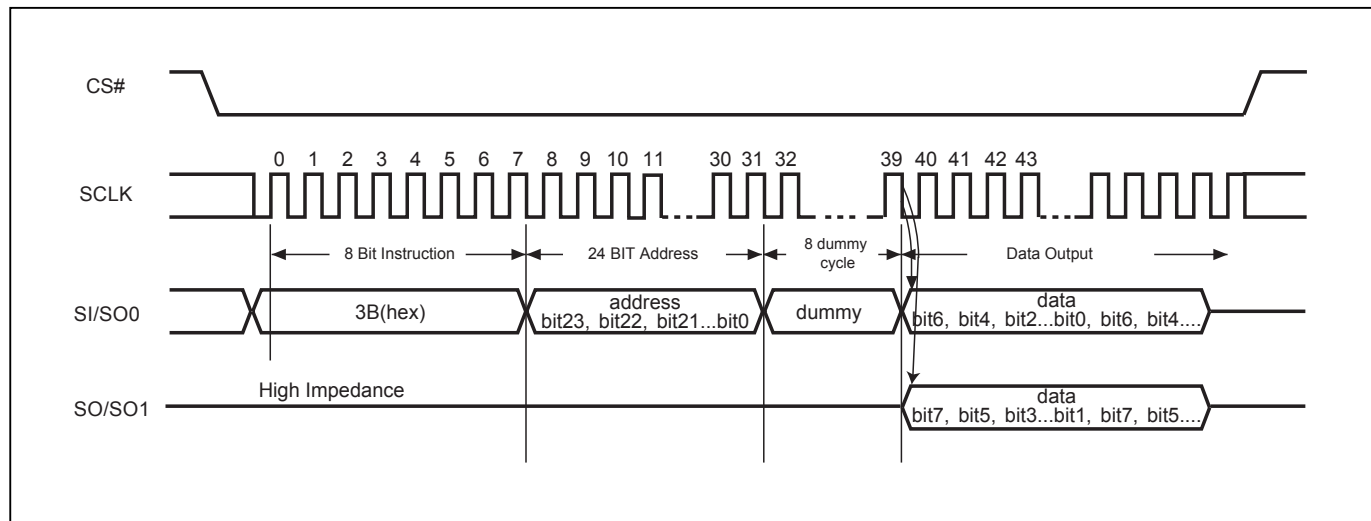 CS#
0 1 2 3 4 5 6 7 8 9 10 11 30 31 32 39 40 41 42 43
SCLK
8 Bit Instruction 24 BIT Address 8 dummy cycle Data Output
SI/SO0
3B(hex)
address
bit23, bit22, bit21...bit0
dummy
data
bit6, bit4, bit2...bit0, bit6, bit4....
High Impedance
SO/SO1
data
bit7, bit5, bit3...bit1, bit7, bit5....